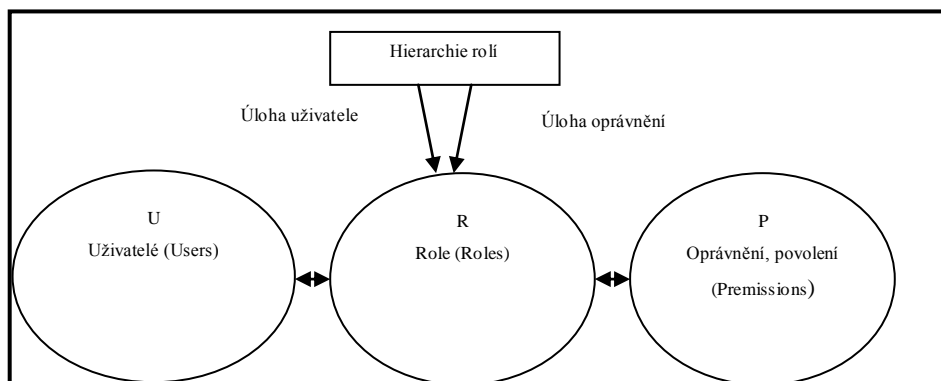 Hierarchie rolí
Úloha uživatele
Úloha oprávnění
U
Uživatelé (Users)
R
Role (Roles)
P
Oprávnění, povolení
(Premissions)